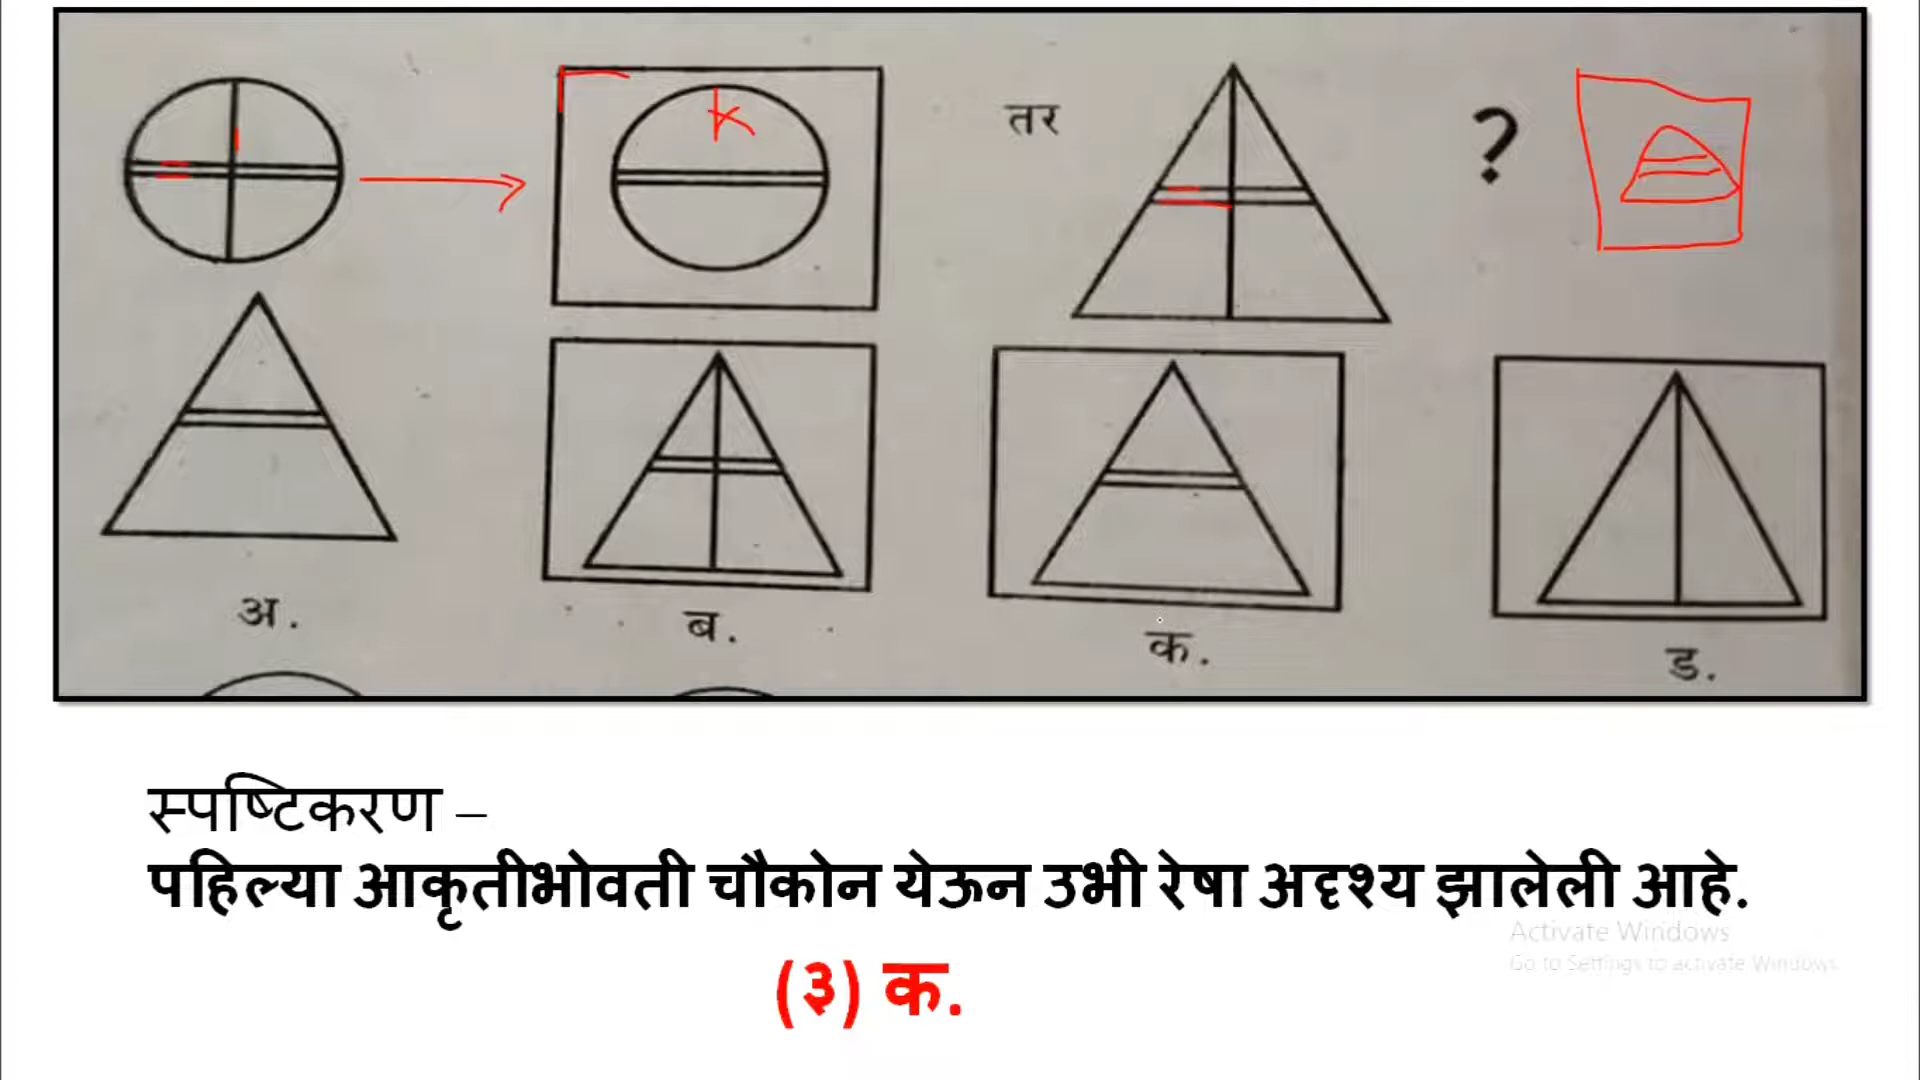 K
तर
?
अ.
ब.
क.
ड.
स्पष्टिकरण –
पहिल्या आकृतीभोवती चौकोन येऊन उभी रेषा अदृश्य झालेली आहे.
Activate Windows
Go to Settings to activate Windows.
(३) क.